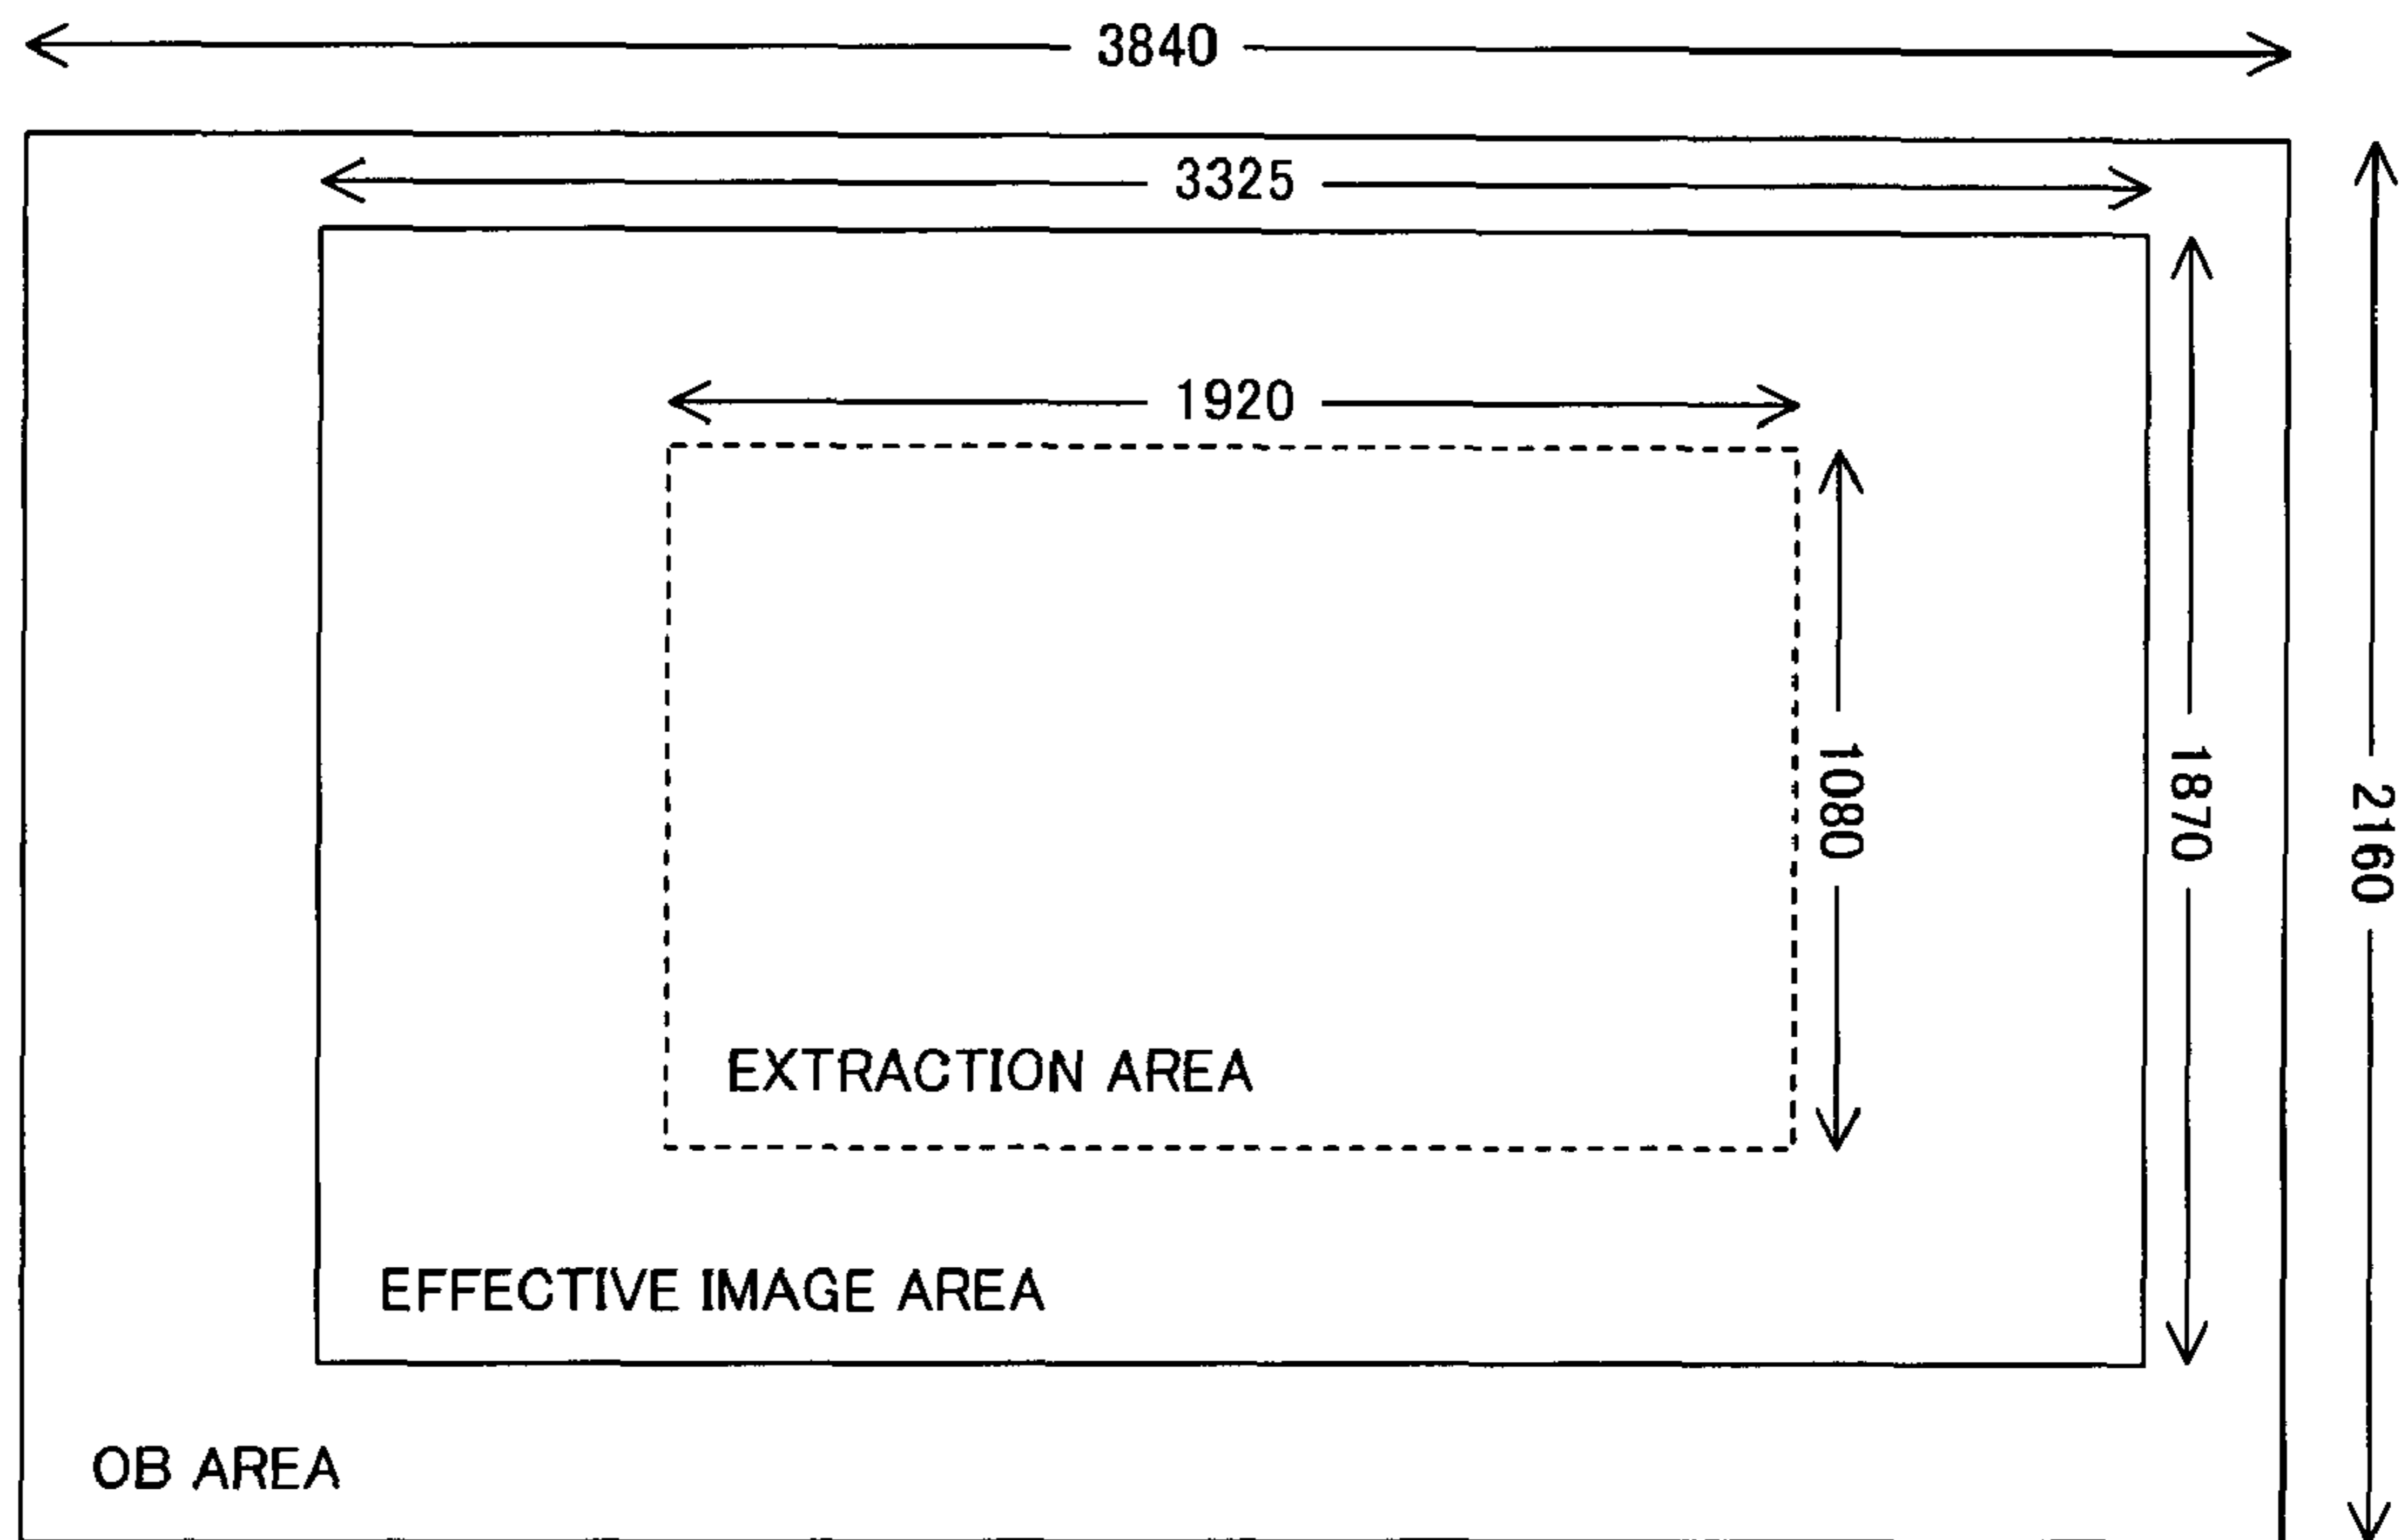 3840
3325
1920
1080
1870
2160
EXTRACTION AREA
EFFECTIVE IMAGE AREA
OB AREA